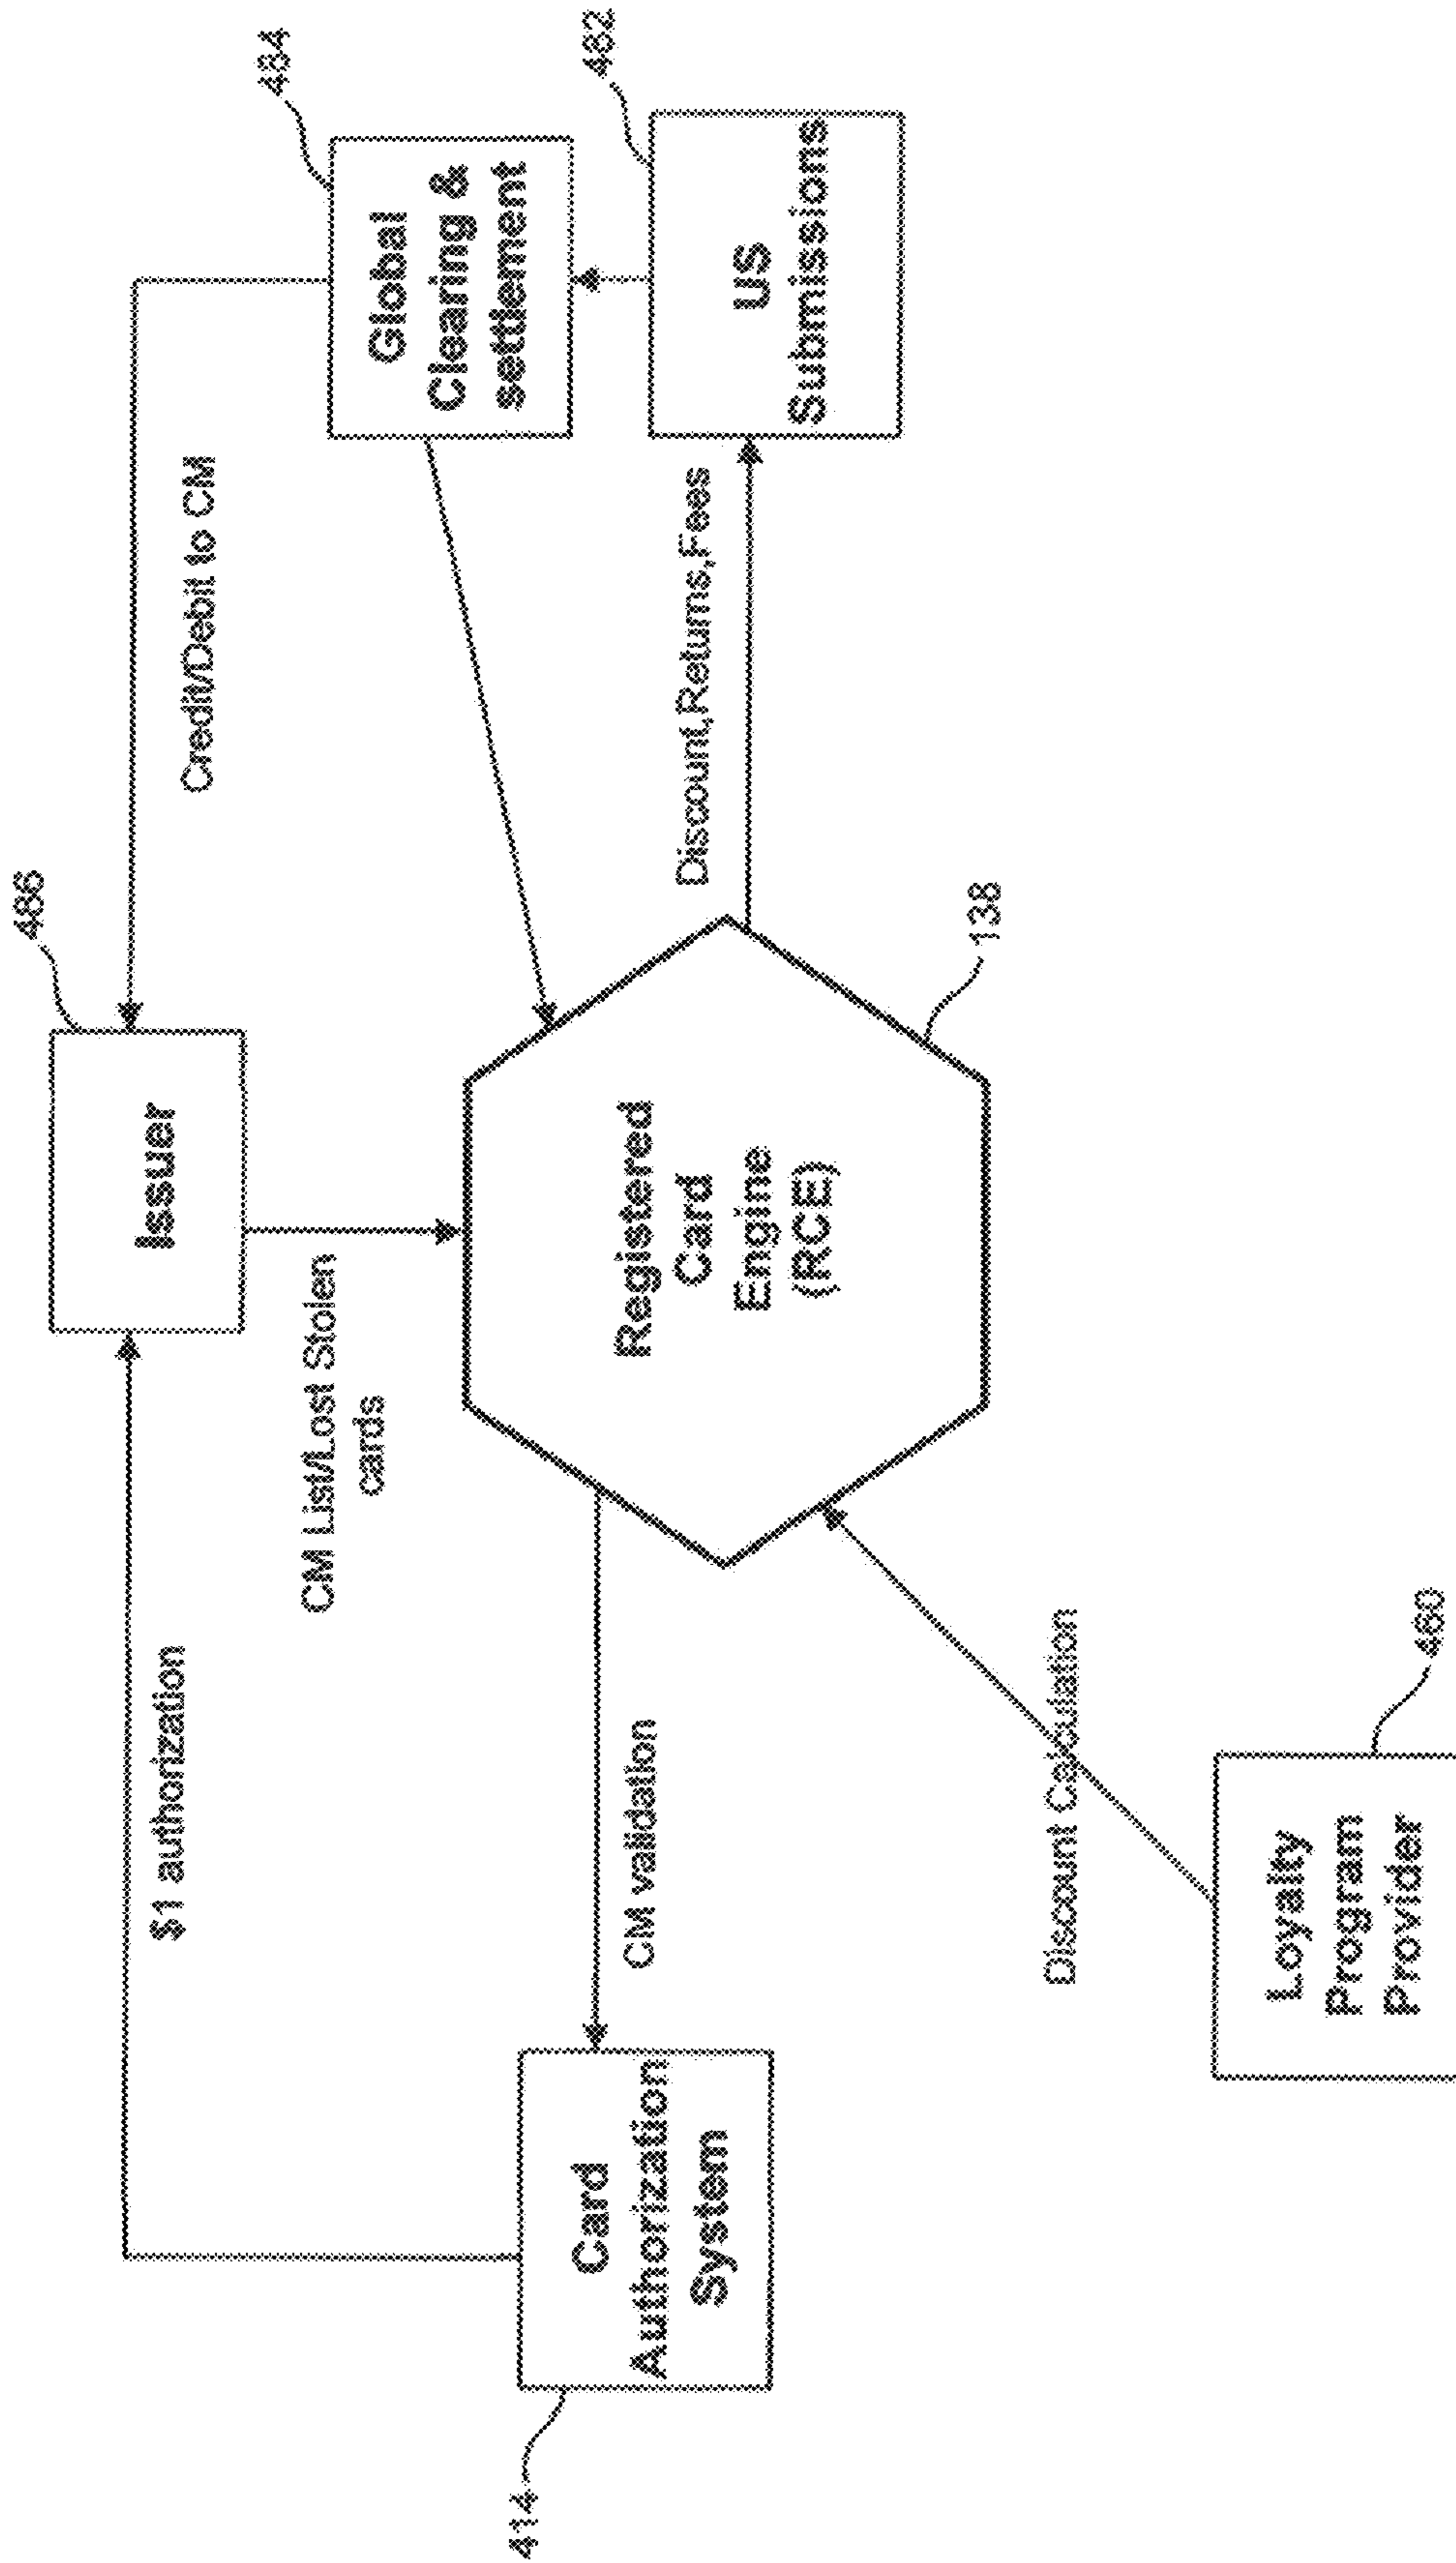 486
Issuer
$1 authorization
Credit/Debit to CM
484
CM List/Lost Stolen
cards
Global
Clearing &
settlement
414
Card
Authorization
System
CM validation
Registered
Card
Engine
(RCE)
482
Discount,Returns,Fees
US
Submissions
138
Discount Calculation
Loyalty
Program
Provider
460